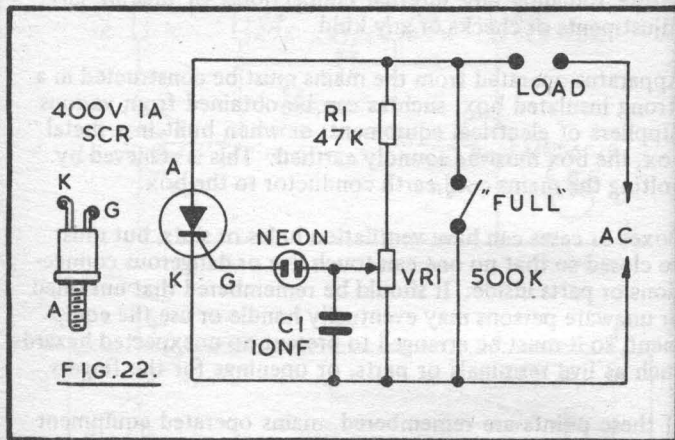 LOAD
400V 1A
SCR
R1
47K
A
K
G
"FULL"
NEON
AC
K
G
VR1 500K
A
C1
10NF
FIG.22.